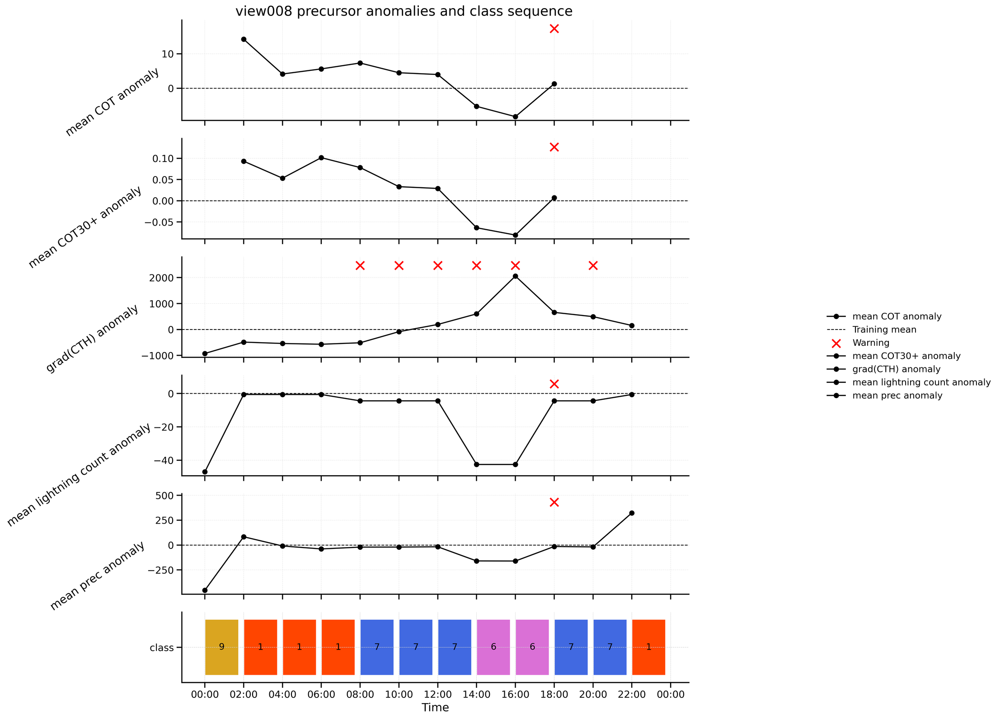 view008 precursor anomalies and class sequence
mean COT anomaly
10
0
mean COT30+ anomaly
0.10
0.05
0.00
−0.05
grad(CTH) anomaly
2000
1000
0
−1000
mean lightning count anomaly
0
−20
−40
mean prec anomaly
500
250
0
−250
class
9 1 1 1 7 7 7 6 6 7 7 1
00:00 02:00 04:00 06:00 08:00 10:00 12:00 14:00 16:00 18:00 20:00 22:00 00:00
Time
mean COT anomaly
Training mean
Warning
mean COT30+ anomaly
grad(CTH) anomaly
mean lightning count anomaly
mean prec anomaly